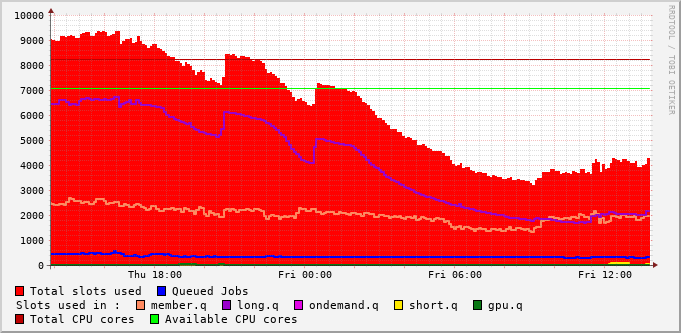 10000
9000
8000
7000
6000
5000
4000
3000
2000
1000
0
Thu 18:00 Fri 00:00 Fri 06:00 Fri 12:00
RRDTOOL / TOBI OETIKER
Total slots used Queued Jobs
Slots used in : member.q long.q ondemand.q short.q gpu.q
Total CPU cores Available CPU cores